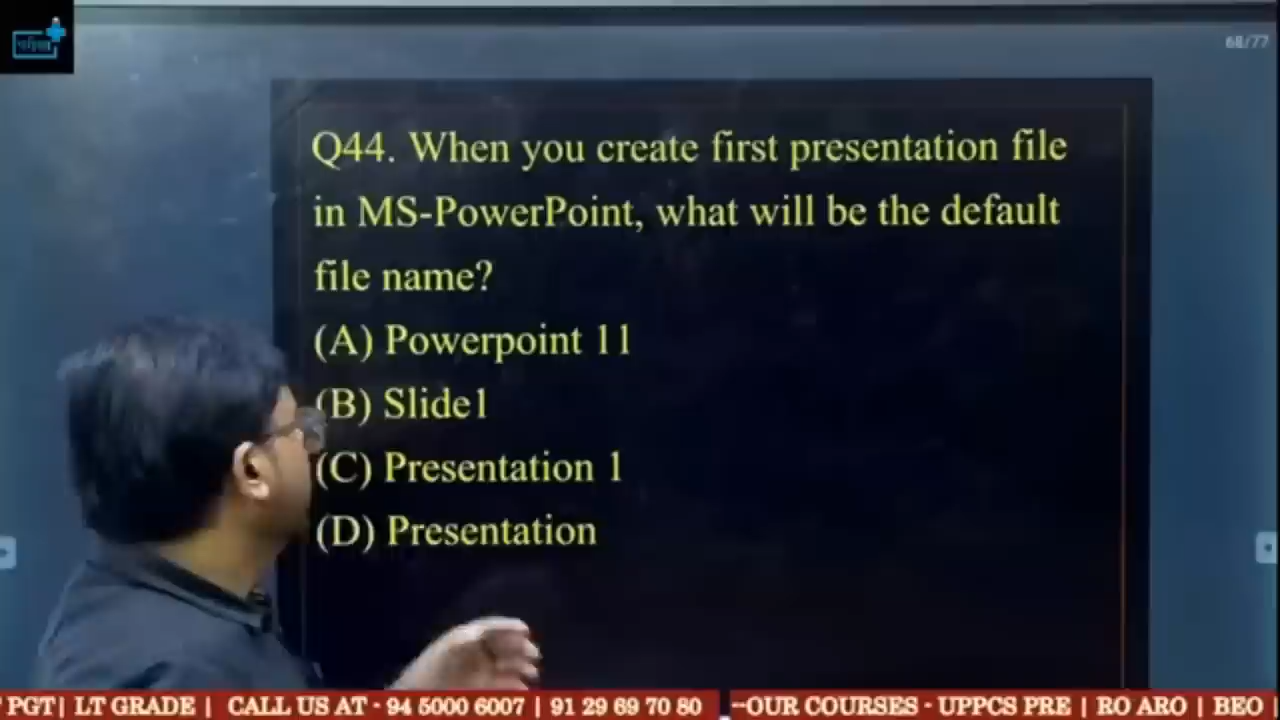 68/77
Q44. When you create first presentation file
in MS-PowerPoint, what will be the default
file name?
(A) Powerpoint 11
(B) Slide1
(C) Presentation 1
(D) Presentation
PGT| LT GRADE | CALL US AT - 94 5000 6007 | 91 29 69 70 80 --OUR COURSES - UPPCS PRE | RO ARO | BEO